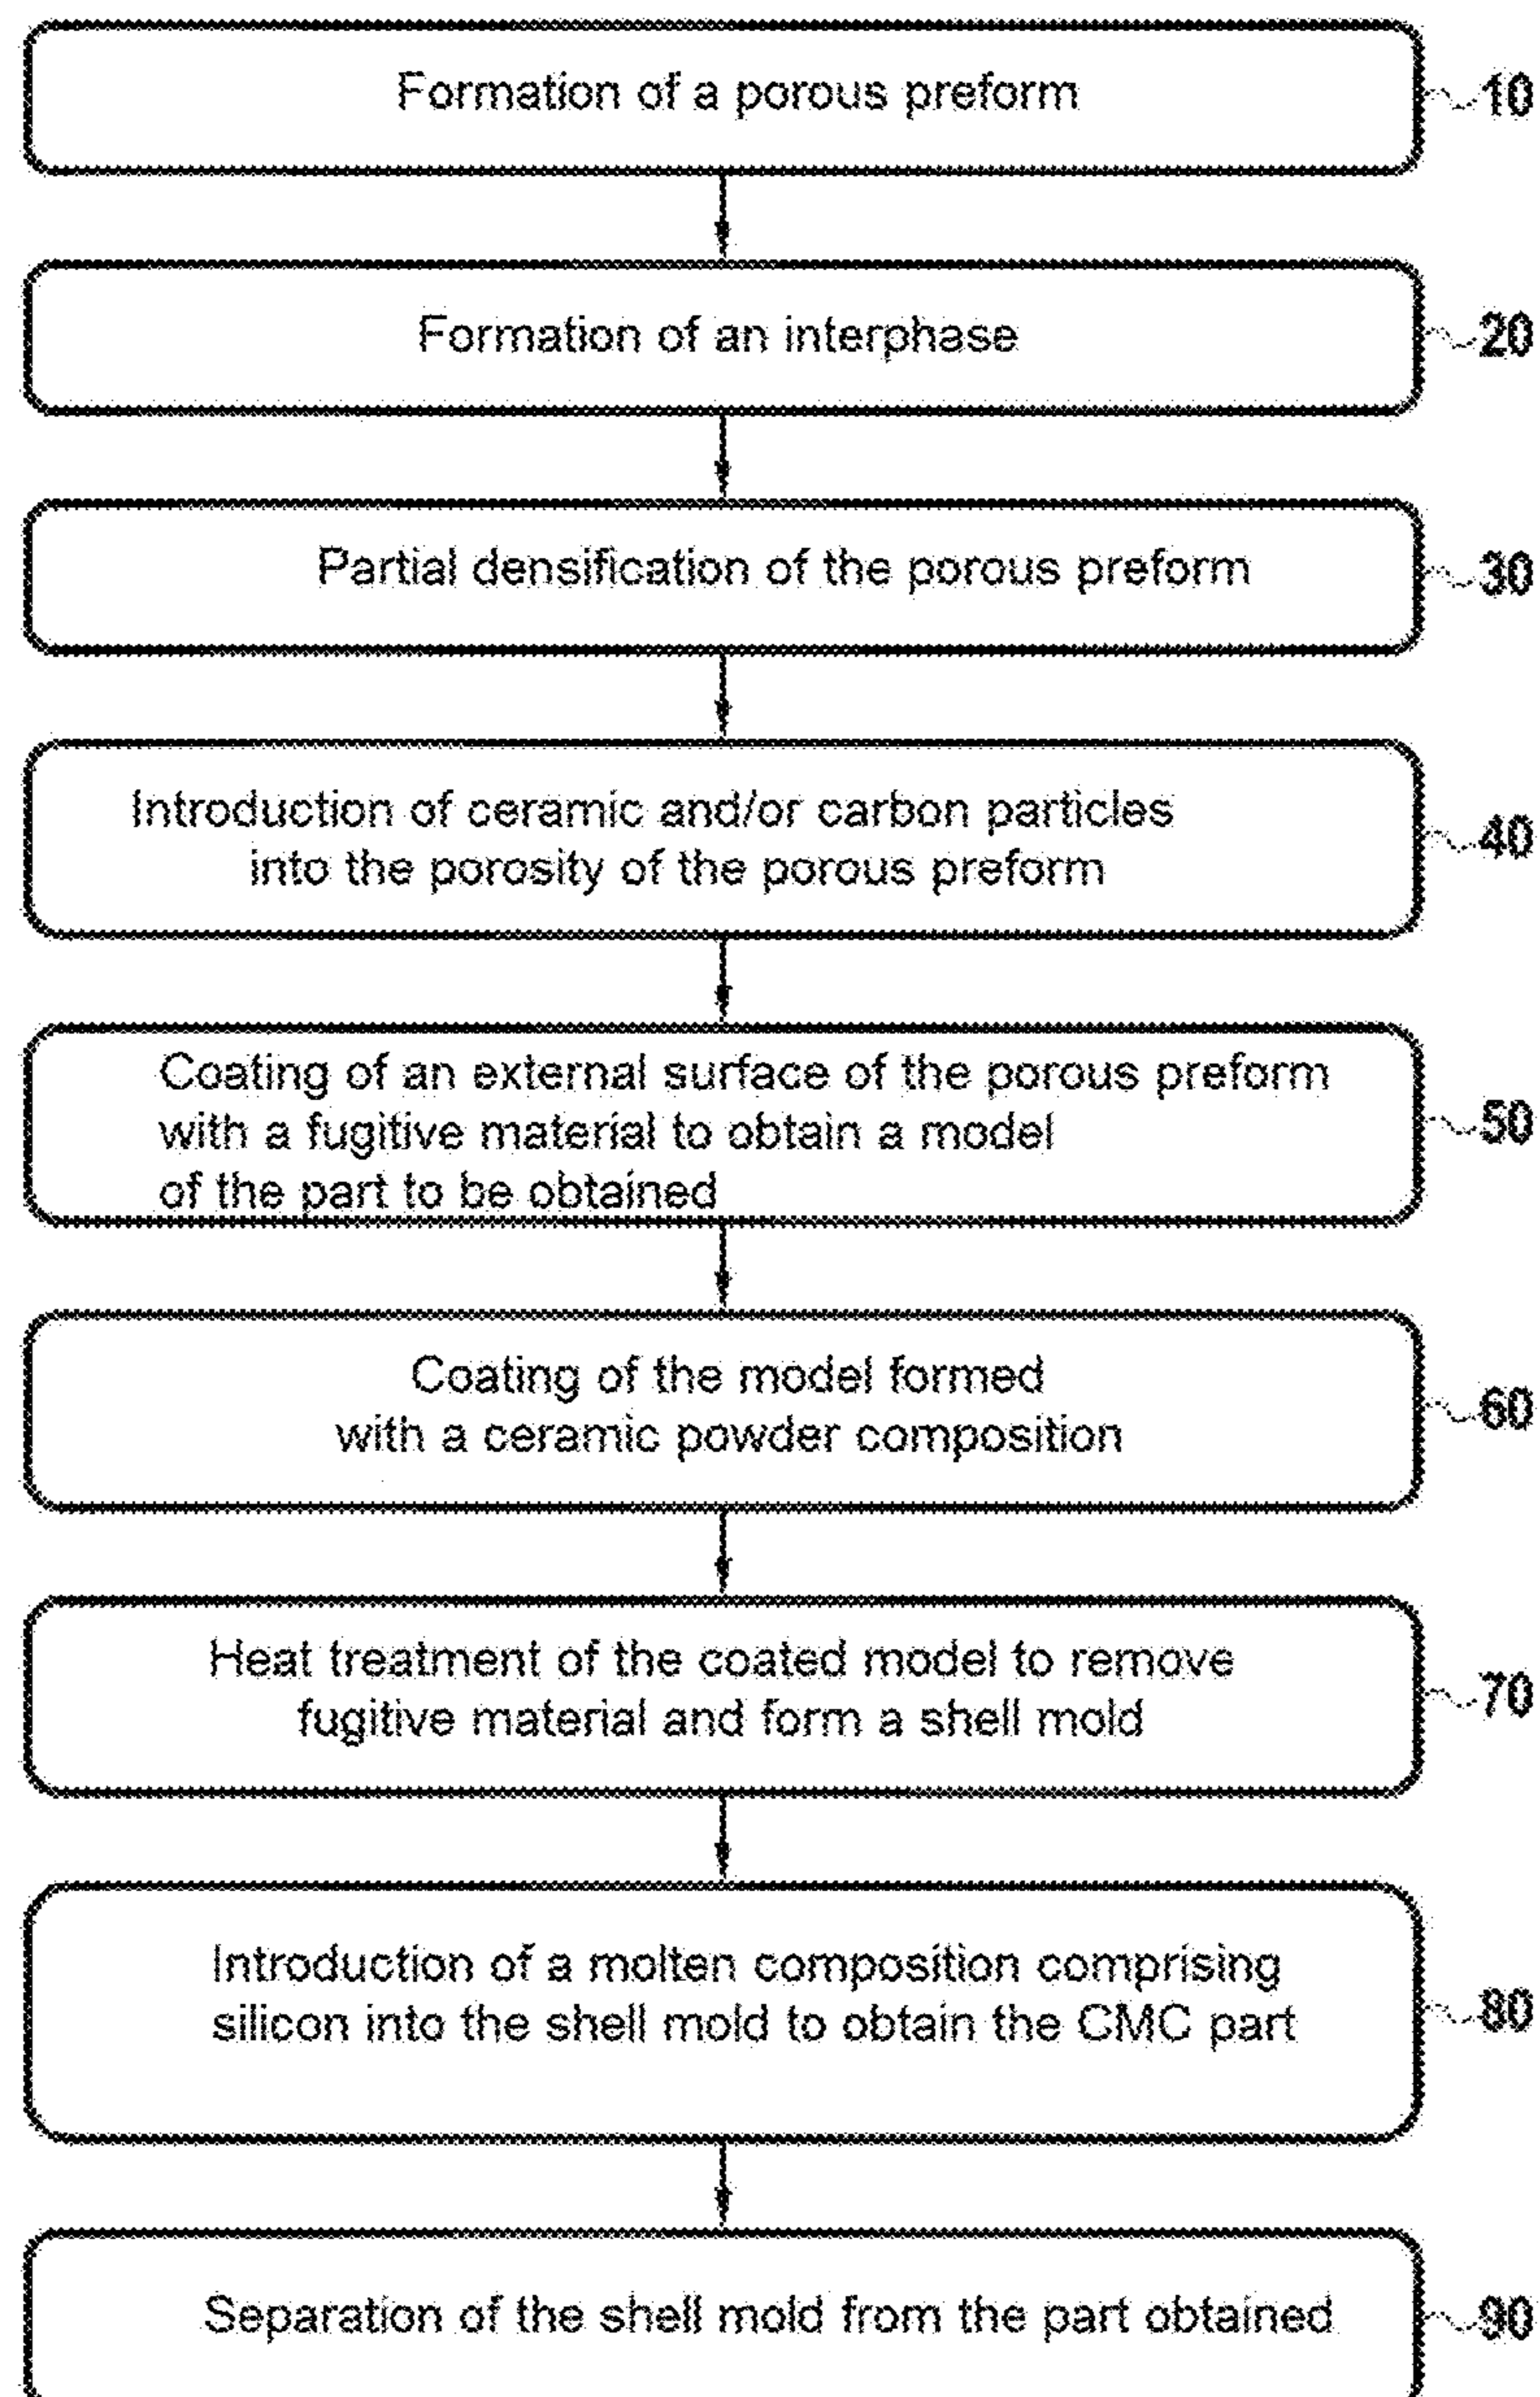 Formation of a porous preform
10
Formation of an interphase
20
Partial densification of the porous preform
30
Introduction of ceramic and/or carbon particles
into the porosity of the porous preform
40
Coating of an external surface of the porous preform
with a fugitive material to obtain a model
of the part to be obtained
50
Coating of the model formed
with a ceramic powder composition
60
Heat treatment of the coated model to remove
fugitive material and form a shell mold
70
Introduction of a molten composition comprising
silicon into the shell mold to obtain the CMC part
80
Separation of the shell mold from the part obtained
90